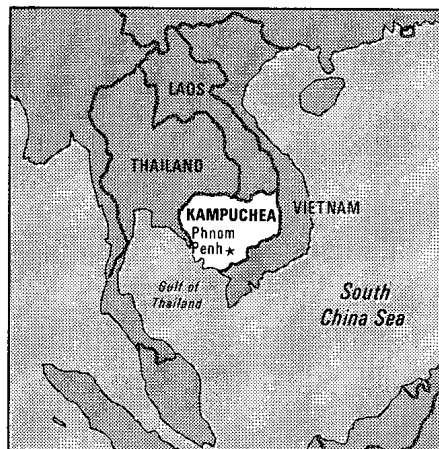 LAOS
THAILAND
KAMPUCHEA
Phnom
Penh
VIETNAM
Gulf of
Thailand
South
China Sea